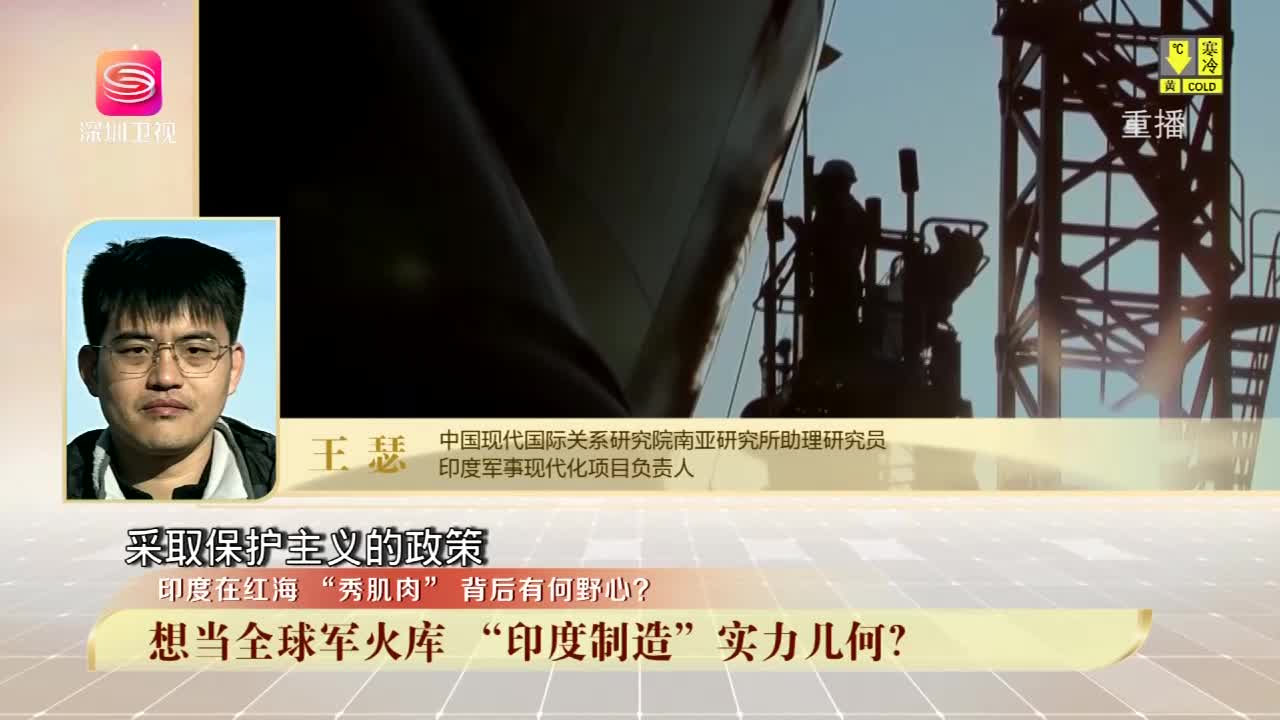 深圳卫视
℃
寒冷
黄
COLD
重播
王瑟
中国现代国际关系研究院南亚研究所助理研究员
印度军事现代化项目负责人
采取保护主义的政策
印度在红海“秀肌肉” 背后有何野心？
想当全球军火库 “印度制造”实力几何？